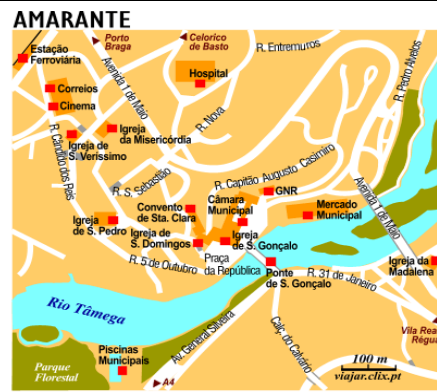 AMARANTE
Porto
Braga
Celorico
de Basto
Estação
Ferroviária
R. Entremuros
R. Pedro Alvelos
Avenida 1 de Maio
Hospital
Correios
Cinema
R. Nova
Igreja
da Misericórdia
Igreja de
S. Veríssimo
R. Cândido dos Reis
R. S. Sebastião
R. Capitão Augusto Casimiro
GNR
Avenida 1 de Maio
Convento
de Sta. Clara
Câmara
Municipal
Mercado
Municipal
Igreja
de S. Pedro
Igreja de
S. Domingos
Igreja
de S. Gonçalo
Praça
da República
R. 5 de Outubro
Ponte
de S. Gonçalo
R. 31 de Janeiro
Igreja da
Madalena
Rio Tâmega
Av. General Silveira
Calç. do Calvário
Vila Rea
Régua
Piscinas
Municipais
Parque
Florestal
A4
100 m
viajar.clix.pt